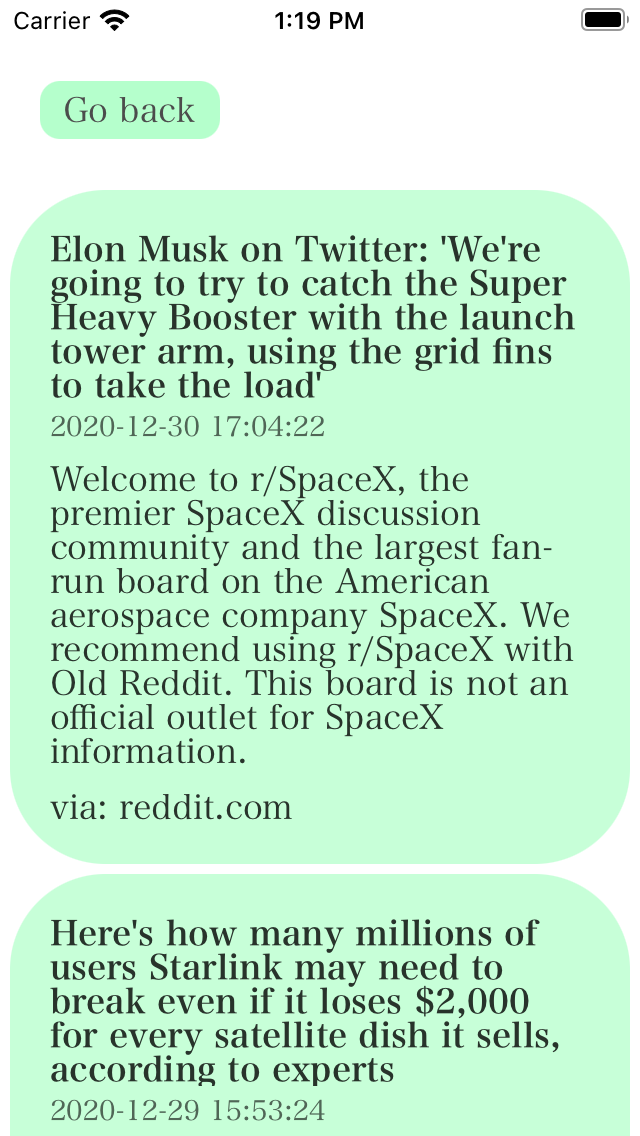 Carrier 1:19 PM
Go back
Elon Musk on Twitter: 'We're
going to try to catch the Super
Heavy Booster with the launch
tower arm, using the grid fins
to take the load'
2020-12-30 17:04:22
Welcome to r/SpaceX, the
premier SpaceX discussion
community and the largest fan-
run board on the American
aerospace company SpaceX. We
recommend using r/SpaceX with
Old Reddit. This board is not an
official outlet for SpaceX
information.
via: reddit.com
Here's how many millions of
users Starlink may need to
break even if it loses $2,000
for every satellite dish it sells,
according to experts
2020-12-29 15:53:24